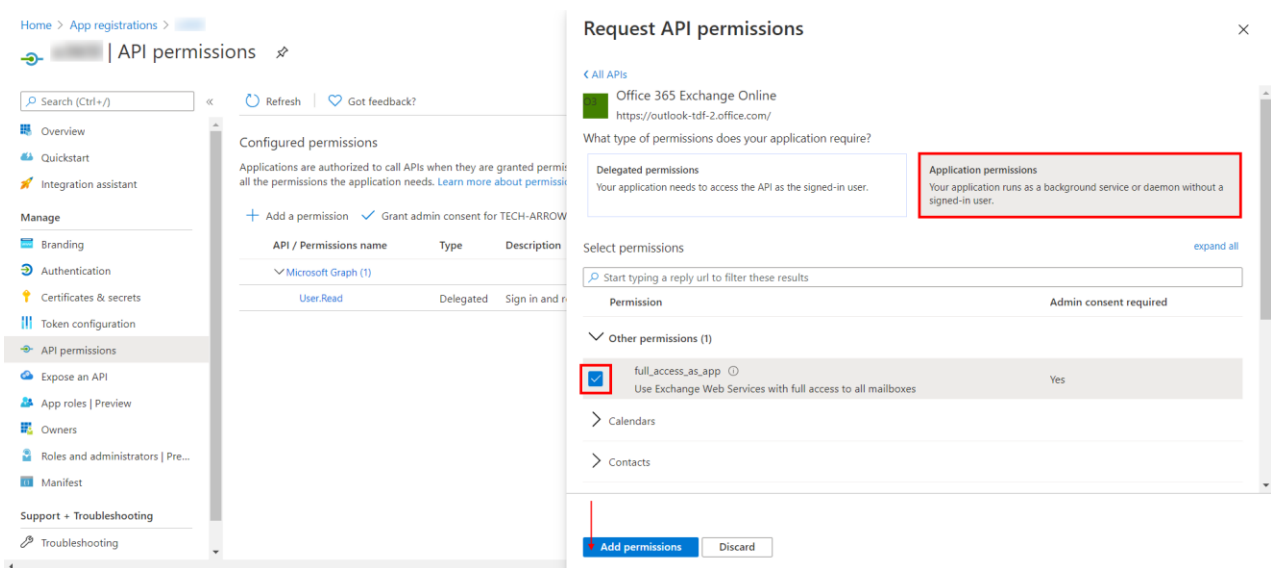 Home > App registrations >
| API permissions
Search (Ctrl+/)
«
Overview
Quickstart
Integration assistant
Manage
Branding
Authentication
Certificates & secrets
Token configuration
API permissions
Expose an API
App roles | Preview
Owners
Roles and administrators | Pre...
Manifest
Support + Troubleshooting
Troubleshooting
Refresh
Got feedback?
Configured permissions
Applications are authorized to call APIs when they are granted
all the permissions the application needs. Learn more about
Add a permission
Grant admin consent for TECH-ARROW
API / Permissions name
Type
Description
Microsoft Graph (1)
User.Read
Delegated
Sign in and
Request API permissions
All APIs
Office 365 Exchange Online
https://outlook-tdf-2.office.com/
What type of permissions does your application require?
Delegated permissions
Your application needs to access the API as the signed-in user.
Application permissions
Your application runs as a background service or daemon without a
signed-in user.
Select permissions
expand all
Start typing a reply url to filter these results
Permission
Admin consent required
Other permissions (1)
full_access_as_app
Use Exchange Web Services with full access to all mailboxes
Yes
Calendars
Contacts
Add permissions
Discard